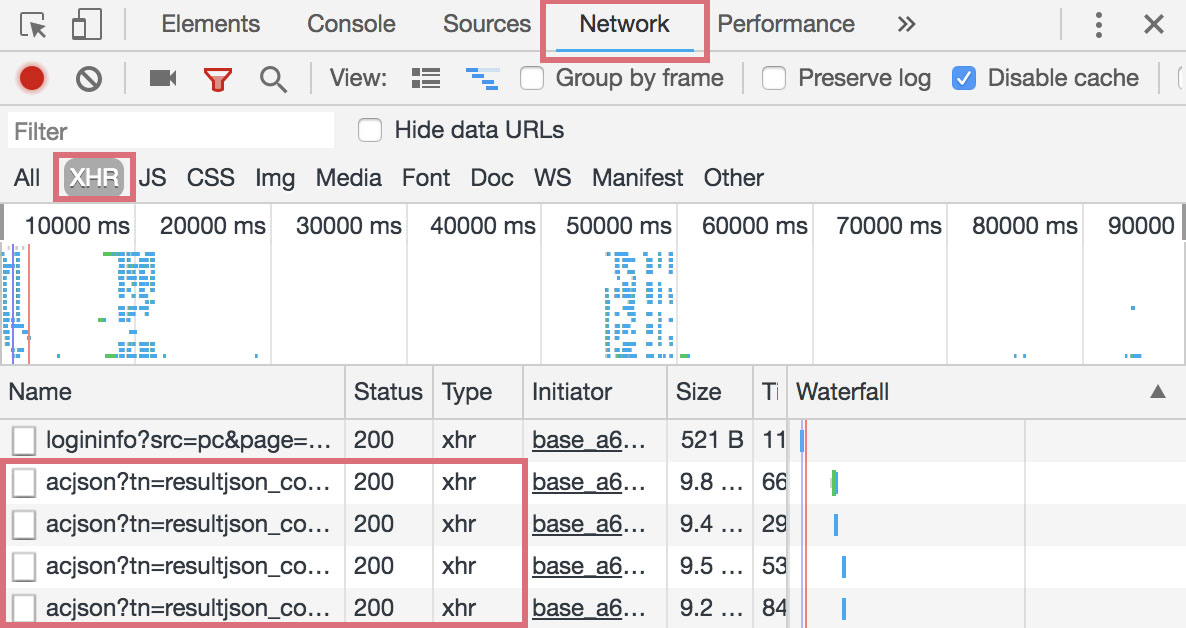 Elements Console Sources Network Performance »
View: Group by frame Preserve log Disable cache
Filter Hide data URLs
All XHR JS CSS Img Media Font Doc WS Manifest Other
10000 ms 20000 ms 30000 ms 40000 ms 50000 ms 60000 ms 70000 ms 80000 ms 90000
Name Status Type Initiator Size Ti Waterfall
logininfo?src=pc&page=... 200 xhr base_a6... 521 B 11
acjson?tn=resultjson_co... 200 xhr base_a6... 9.8 ... 66
acjson?tn=resultjson_co... 200 xhr base_a6... 9.4 ... 29
acjson?tn=resultjson_co... 200 xhr base_a6... 9.5 ... 53
acjson?tn=resultjson_co... 200 xhr base_a6... 9.2 ... 84